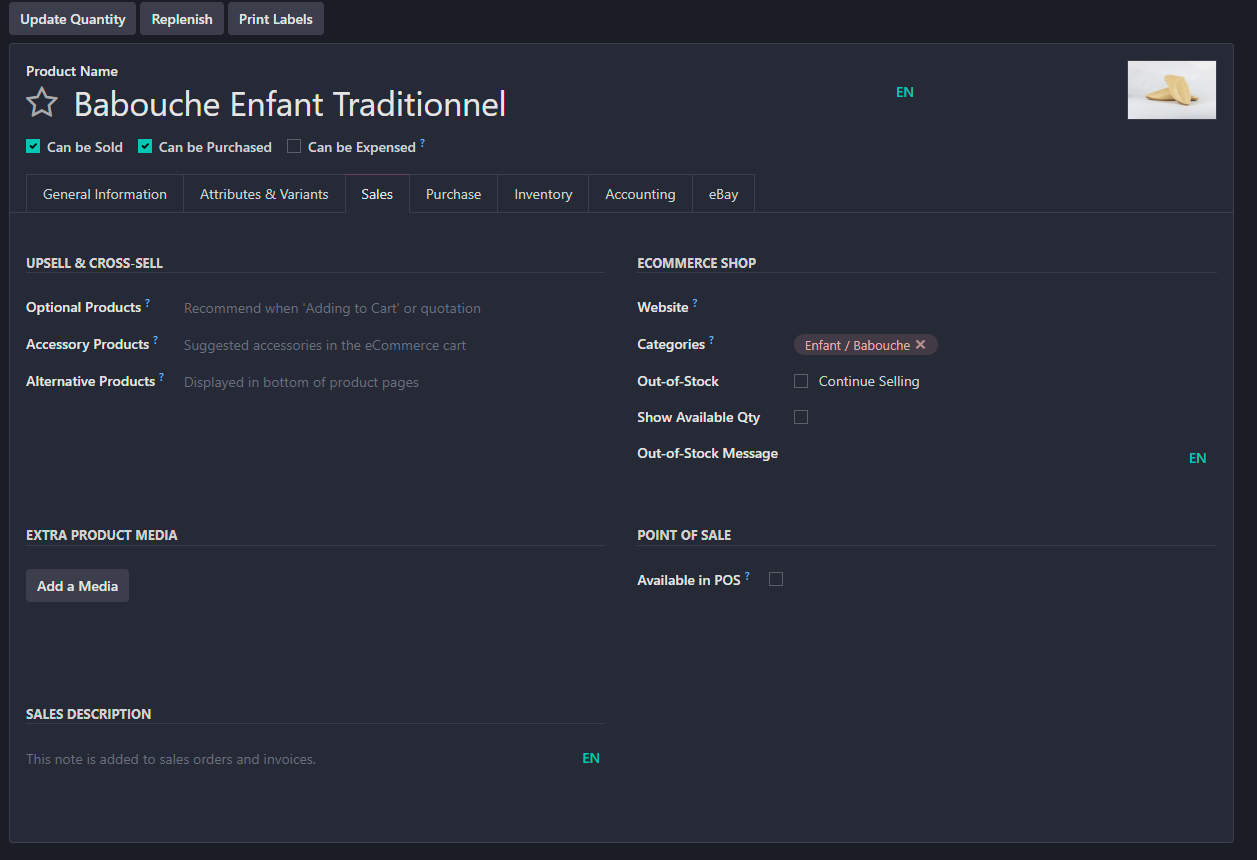 Update Quantity Replenish Print Labels
Product Name
Babouche Enfant Traditionnel EN
Can be Sold Can be Purchased Can be Expensed ?
General Information Attributes & Variants Sales Purchase Inventory Accounting eBay
UPSELL & CROSS-SELL
Optional Products ? Recommend when 'Adding to Cart' or quotation
Accessory Products ? Suggested accessories in the eCommerce cart
Alternative Products ? Displayed in bottom of product pages
ECOMMERCE SHOP
Website ?
Categories ? Enfant / Babouche ✕
Out-of-Stock Continue Selling
Show Available Qty
Out-of-Stock Message EN
EXTRA PRODUCT MEDIA
Add a Media
POINT OF SALE
Available in POS ?
SALES DESCRIPTION
This note is added to sales orders and invoices. EN